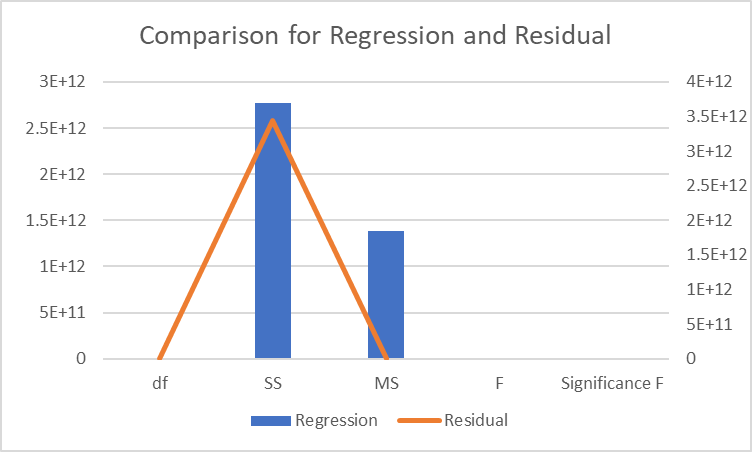 Comparison for Regression and Residual
3E+12
2.5E+12
2E+12
1.5E+12
1E+12
5E+11
0
4E+12
3.5E+12
3E+12
2.5E+12
2E+12
1.5E+12
1E+12
5E+11
0
df SS MS F Significance F
Regression Residual